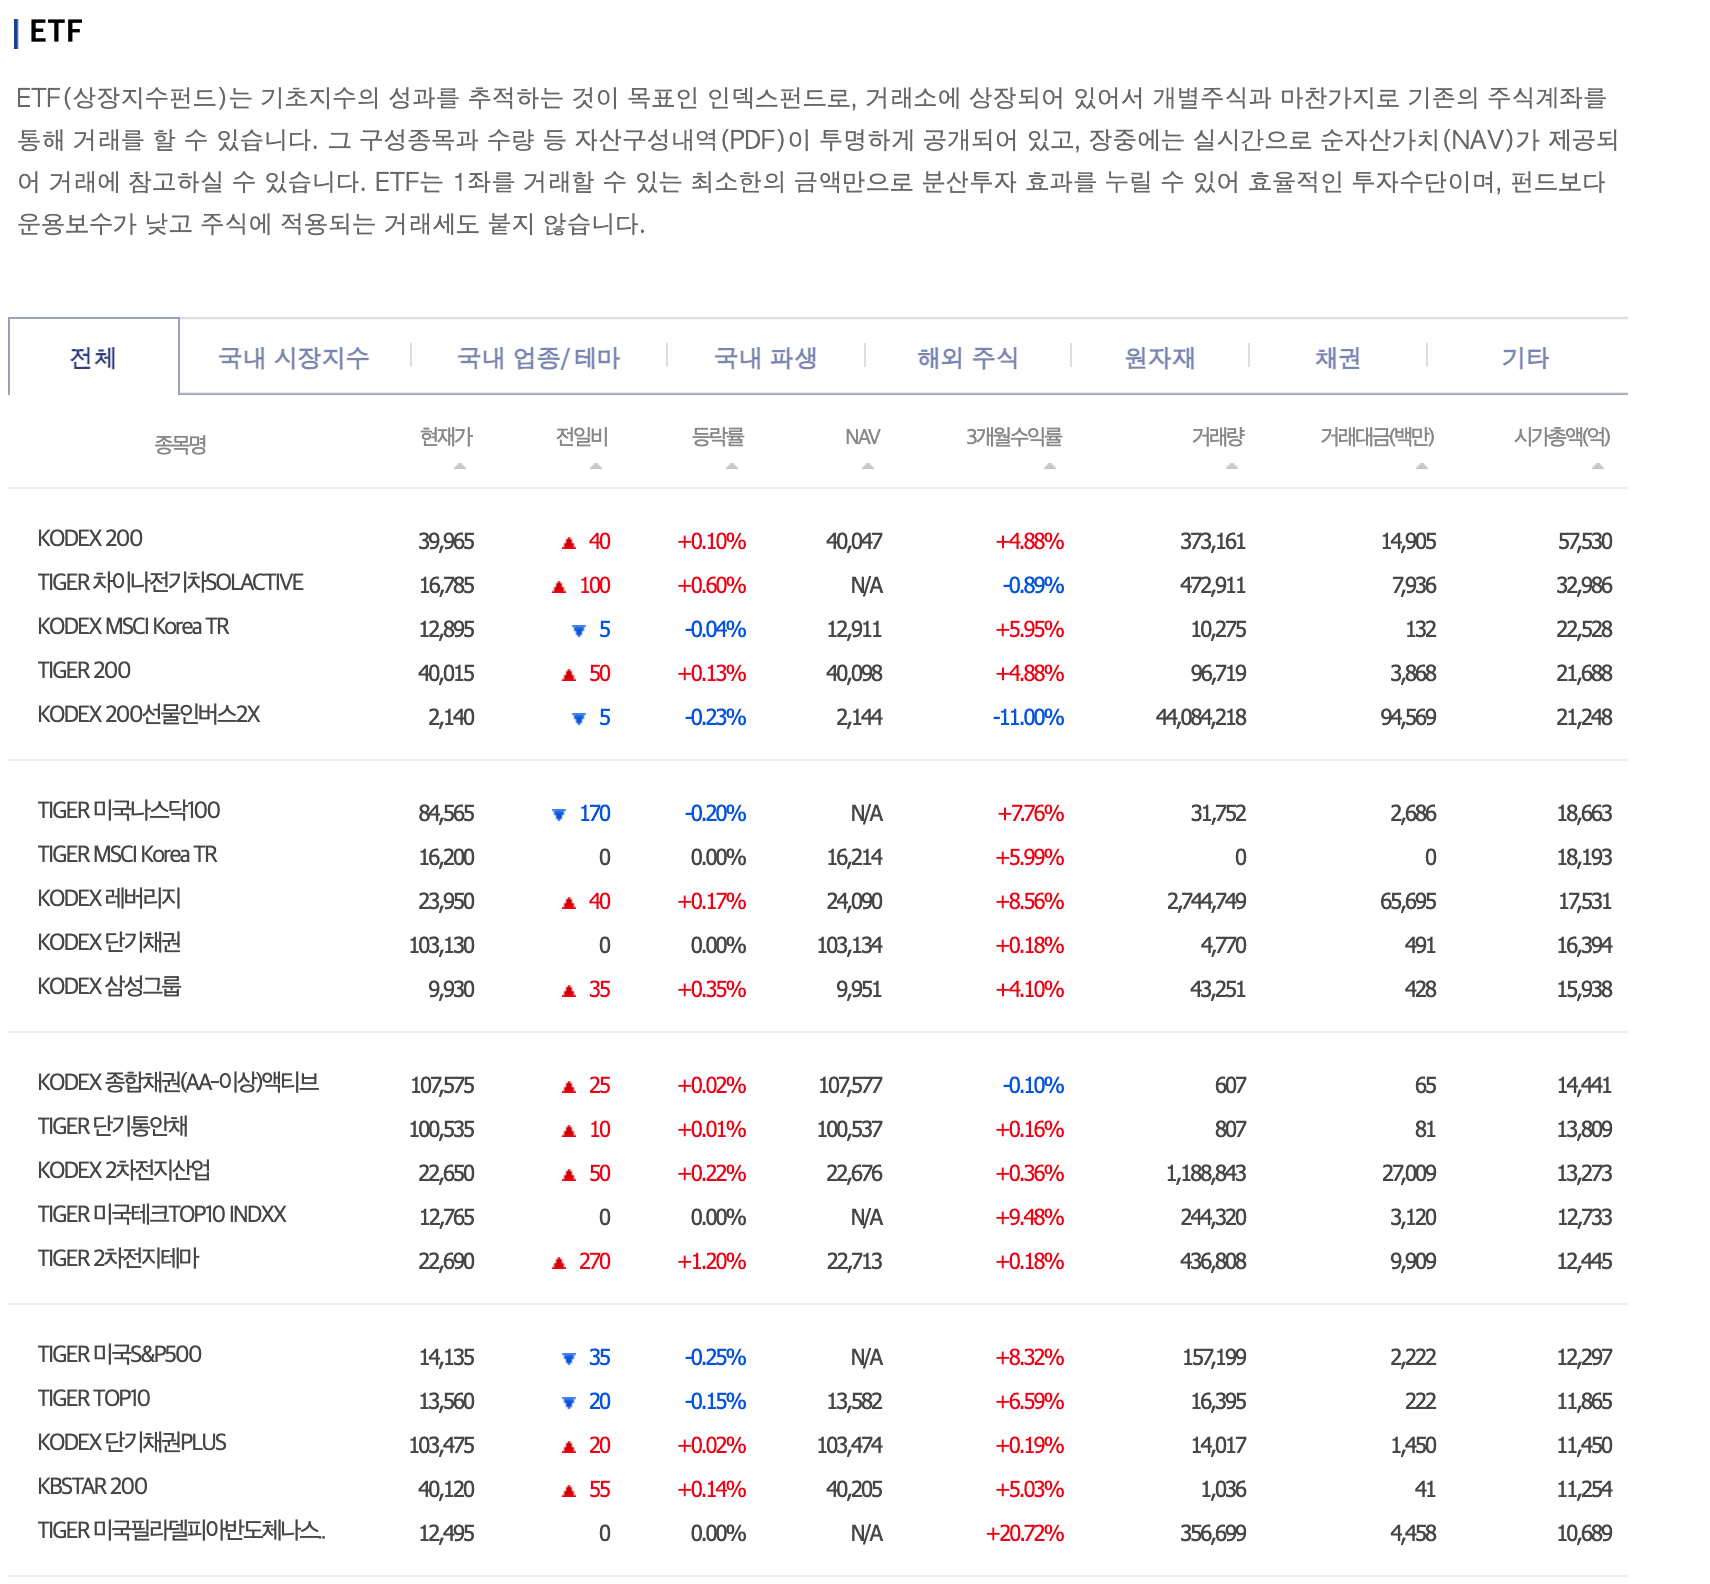 ETF
ETF(상장지수펀드)는 기초지수의 성과를 추적하는 것이 목표인 인덱스펀드로, 거래소에 상장되어 있어서 개별주식과 마찬가지로 기존의 주식계좌를
통해 거래를 할 수 있습니다. 그 구성종목과 수량 등 자산구성내역(PDF)이 투명하게 공개되어 있고, 장중에는 실시간으로 순자산가치(NAV)가 제공되
어 거래에 참고하실 수 있습니다. ETF는 1좌를 거래할 수 있는 최소한의 금액만으로 분산투자 효과를 누릴 수 있어 효율적인 투자수단이며, 펀드보다
운용보수가 낮고 주식에 적용되는 거래세도 붙지 않습니다.
전체 국내 시장지수 국내 업종/테마 국내 파생 해외 주식 원자재 채권 기타
종목명 현재가 전일비 등락률 NAV 3개월수익률 거래량 거래대금(백만) 시가총액(억)
KODEX 200 39,965 ▲ 40 +0.10% 40,047 +4.88% 373,161 14,905 57,530
TIGER 차이나전기차SOLACTIVE 16,785 ▲ 100 +0.60% N/A -0.89% 472,911 7,936 32,986
KODEX MSCI Korea TR 12,895 ▼ 5 -0.04% 12,911 +5.95% 10,275 132 22,528
TIGER 200 40,015 ▲ 50 +0.13% 40,098 +4.88% 96,719 3,868 21,688
KODEX 200선물인버스2X 2,140 ▼ 5 -0.23% 2,144 -11.00% 44,084,218 94,569 21,248
TIGER 미국나스닥100 84,565 ▼ 170 -0.20% N/A +7.76% 31,752 2,686 18,663
TIGER MSCI Korea TR 16,200 0 0.00% 16,214 +5.99% 0 0 18,193
KODEX 레버리지 23,950 ▲ 40 +0.17% 24,090 +8.56% 2,744,749 65,695 17,531
KODEX 단기채권 103,130 0 0.00% 103,134 +0.18% 4,770 491 16,394
KODEX 삼성그룹 9,930 ▲ 35 +0.35% 9,951 +4.10% 43,251 428 15,938
KODEX 종합채권(AA-이상)액티브 107,575 ▲ 25 +0.02% 107,577 -0.10% 607 65 14,441
TIGER 단기통안채 100,535 ▲ 10 +0.01% 100,537 +0.16% 807 81 13,809
KODEX 2차전지산업 22,650 ▲ 50 +0.22% 22,676 +0.36% 1,188,843 27,009 13,273
TIGER 미국테크TOP10 INDXX 12,765 0 0.00% N/A +9.48% 244,320 3,120 12,733
TIGER 2차전지테마 22,690 ▲ 270 +1.20% 22,713 +0.18% 436,808 9,909 12,445
TIGER 미국S&P500 14,135 ▼ 35 -0.25% N/A +8.32% 157,199 2,222 12,297
TIGER TOP10 13,560 ▼ 20 -0.15% 13,582 +6.59% 16,395 222 11,865
KODEX 단기채권PLUS 103,475 ▲ 20 +0.02% 103,474 +0.19% 14,017 1,450 11,450
KBSTAR 200 40,120 ▲ 55 +0.14% 40,205 +5.03% 1,036 41 11,254
TIGER 미국필라델피아반도체나스.. 12,495 0 0.00% N/A +20.72% 356,699 4,458 10,689